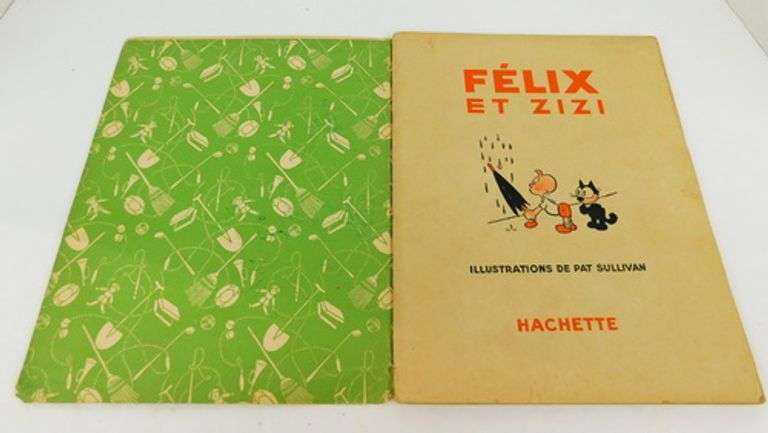 FÉLIX
ET ZIZI
ILLUSTRATIONS DE PAT SULLIVAN
HACHETTE